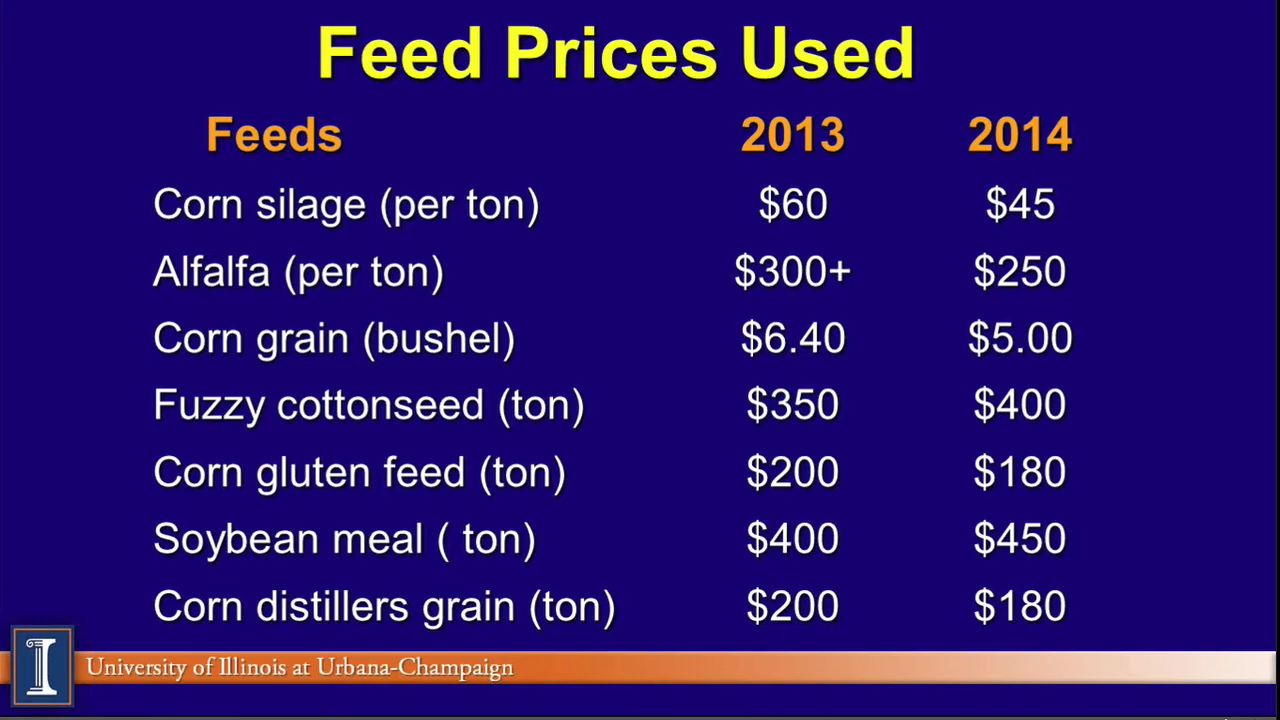 Feed Prices Used
Feeds 2013 2014
Corn silage (per ton) $60 $45
Alfalfa (per ton) $300+ $250
Corn grain (bushel) $6.40 $5.00
Fuzzy cottonseed (ton) $350 $400
Corn gluten feed (ton) $200 $180
Soybean meal ( ton) $400 $450
Corn distillers grain (ton) $200 $180
I University of Illinois at Urbana-Champaign